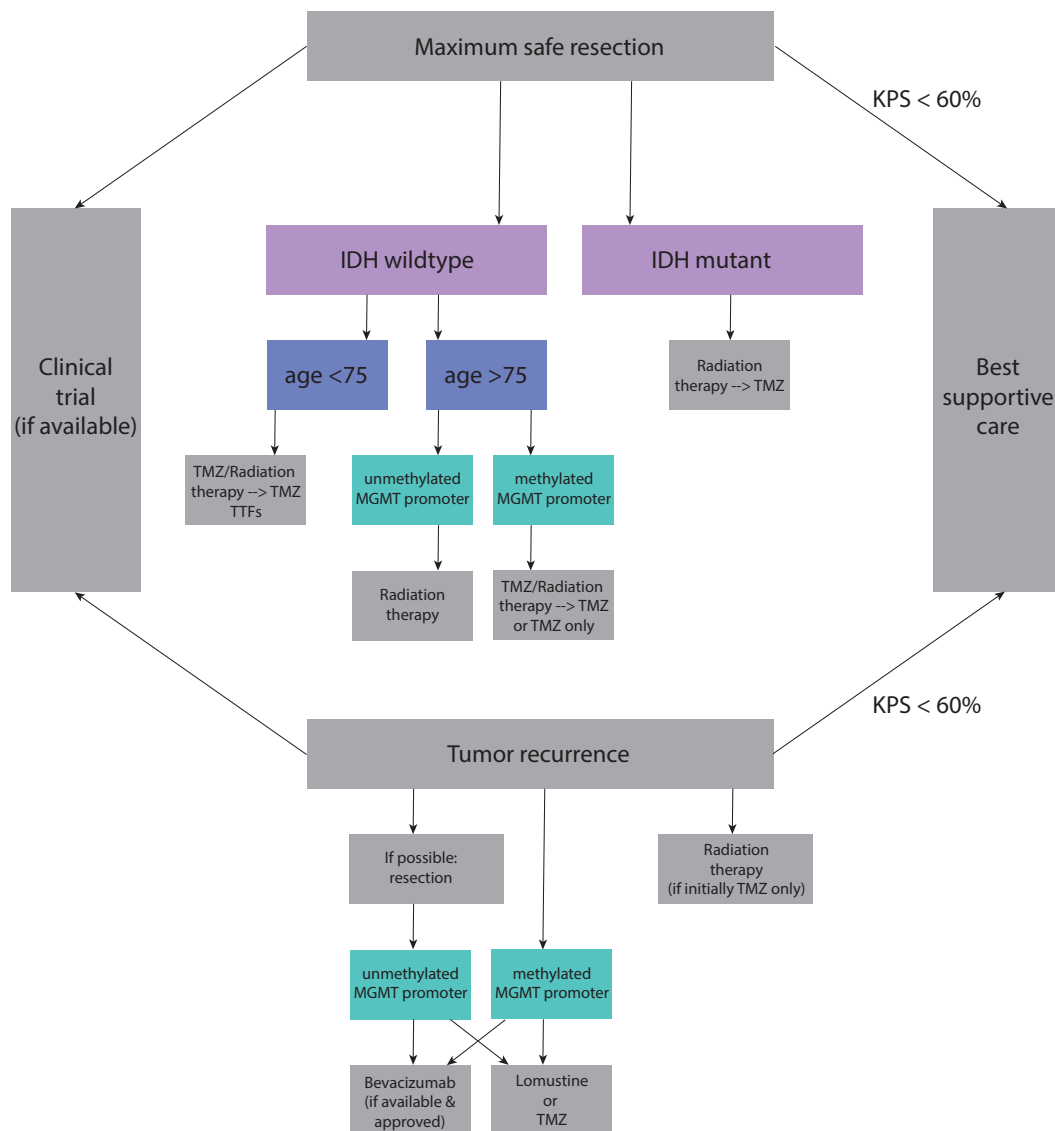 Maximum safe resection
KPS < 60%
IDH wildtype
IDH mutant
Clinical
trial
(if available)
age <75
age >75
Radiation
therapy --> TMZ
Best
supportive
care
TMZ/Radiation
therapy --> TMZ
TTFs
unmethylated
MGMT promoter
methylated
MGMT promoter
Radiation
therapy
TMZ/Radiation
therapy --> TMZ
or TMZ only
KPS < 60%
Tumor recurrence
If possible:
resection
Radiation
therapy
(if initially TMZ only)
unmethylated
MGMT promoter
methylated
MGMT promoter
Bevacizumab
(if available &
approved)
Lomustine
or
TMZ